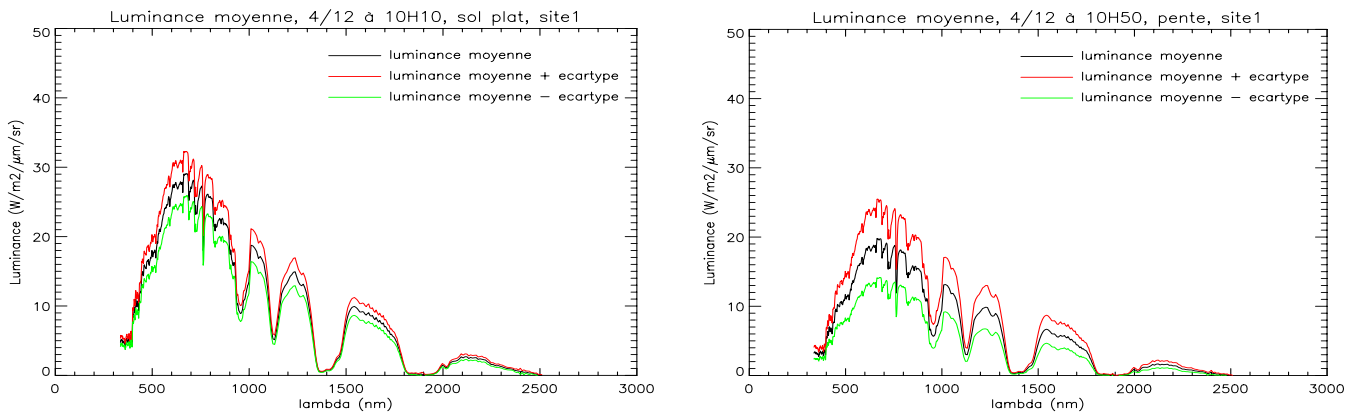 Luminance moyenne, 4/12 à 10H10, sol plat, site1
50
40
30
20
10
0
Luminance (W/m2/μm/sr)
luminance moyenne
luminance moyenne + ecartype
luminance moyenne − ecartype
0 500 1000 1500 2000 2500 3000
lambda (nm)
Luminance moyenne, 4/12 à 10H50, pente, site1
50
40
30
20
10
0
Luminance (W/m2/μm/sr)
luminance moyenne
luminance moyenne + ecartype
luminance moyenne − ecartype
0 500 1000 1500 2000 2500 3000
lambda (nm)